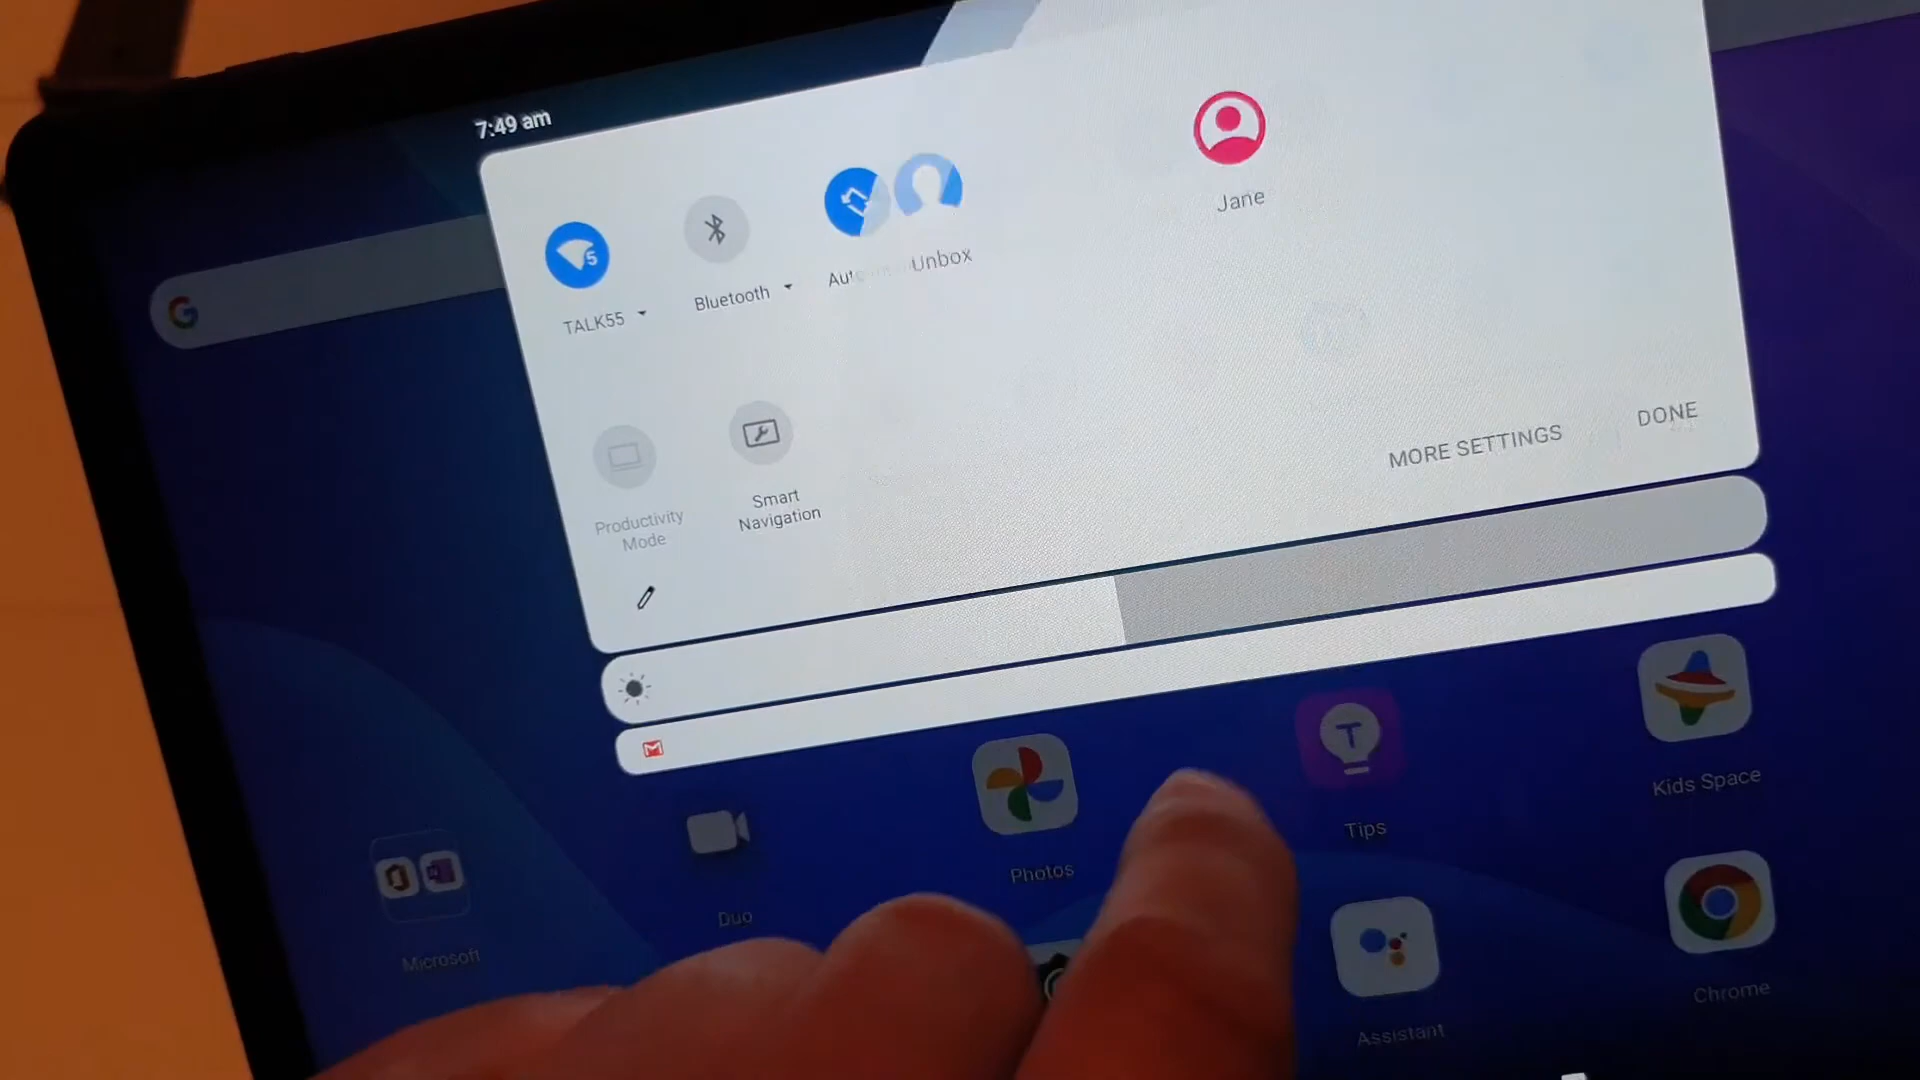 7:49 am
Jane
Unbox
Bluetooth
TALK55
5
DONE
MORE SETTINGS
Smart
Navigation
Productivity
Mode
Kids Space
Tips
Photos
Duo
Microsoft
Chrome
Assistant